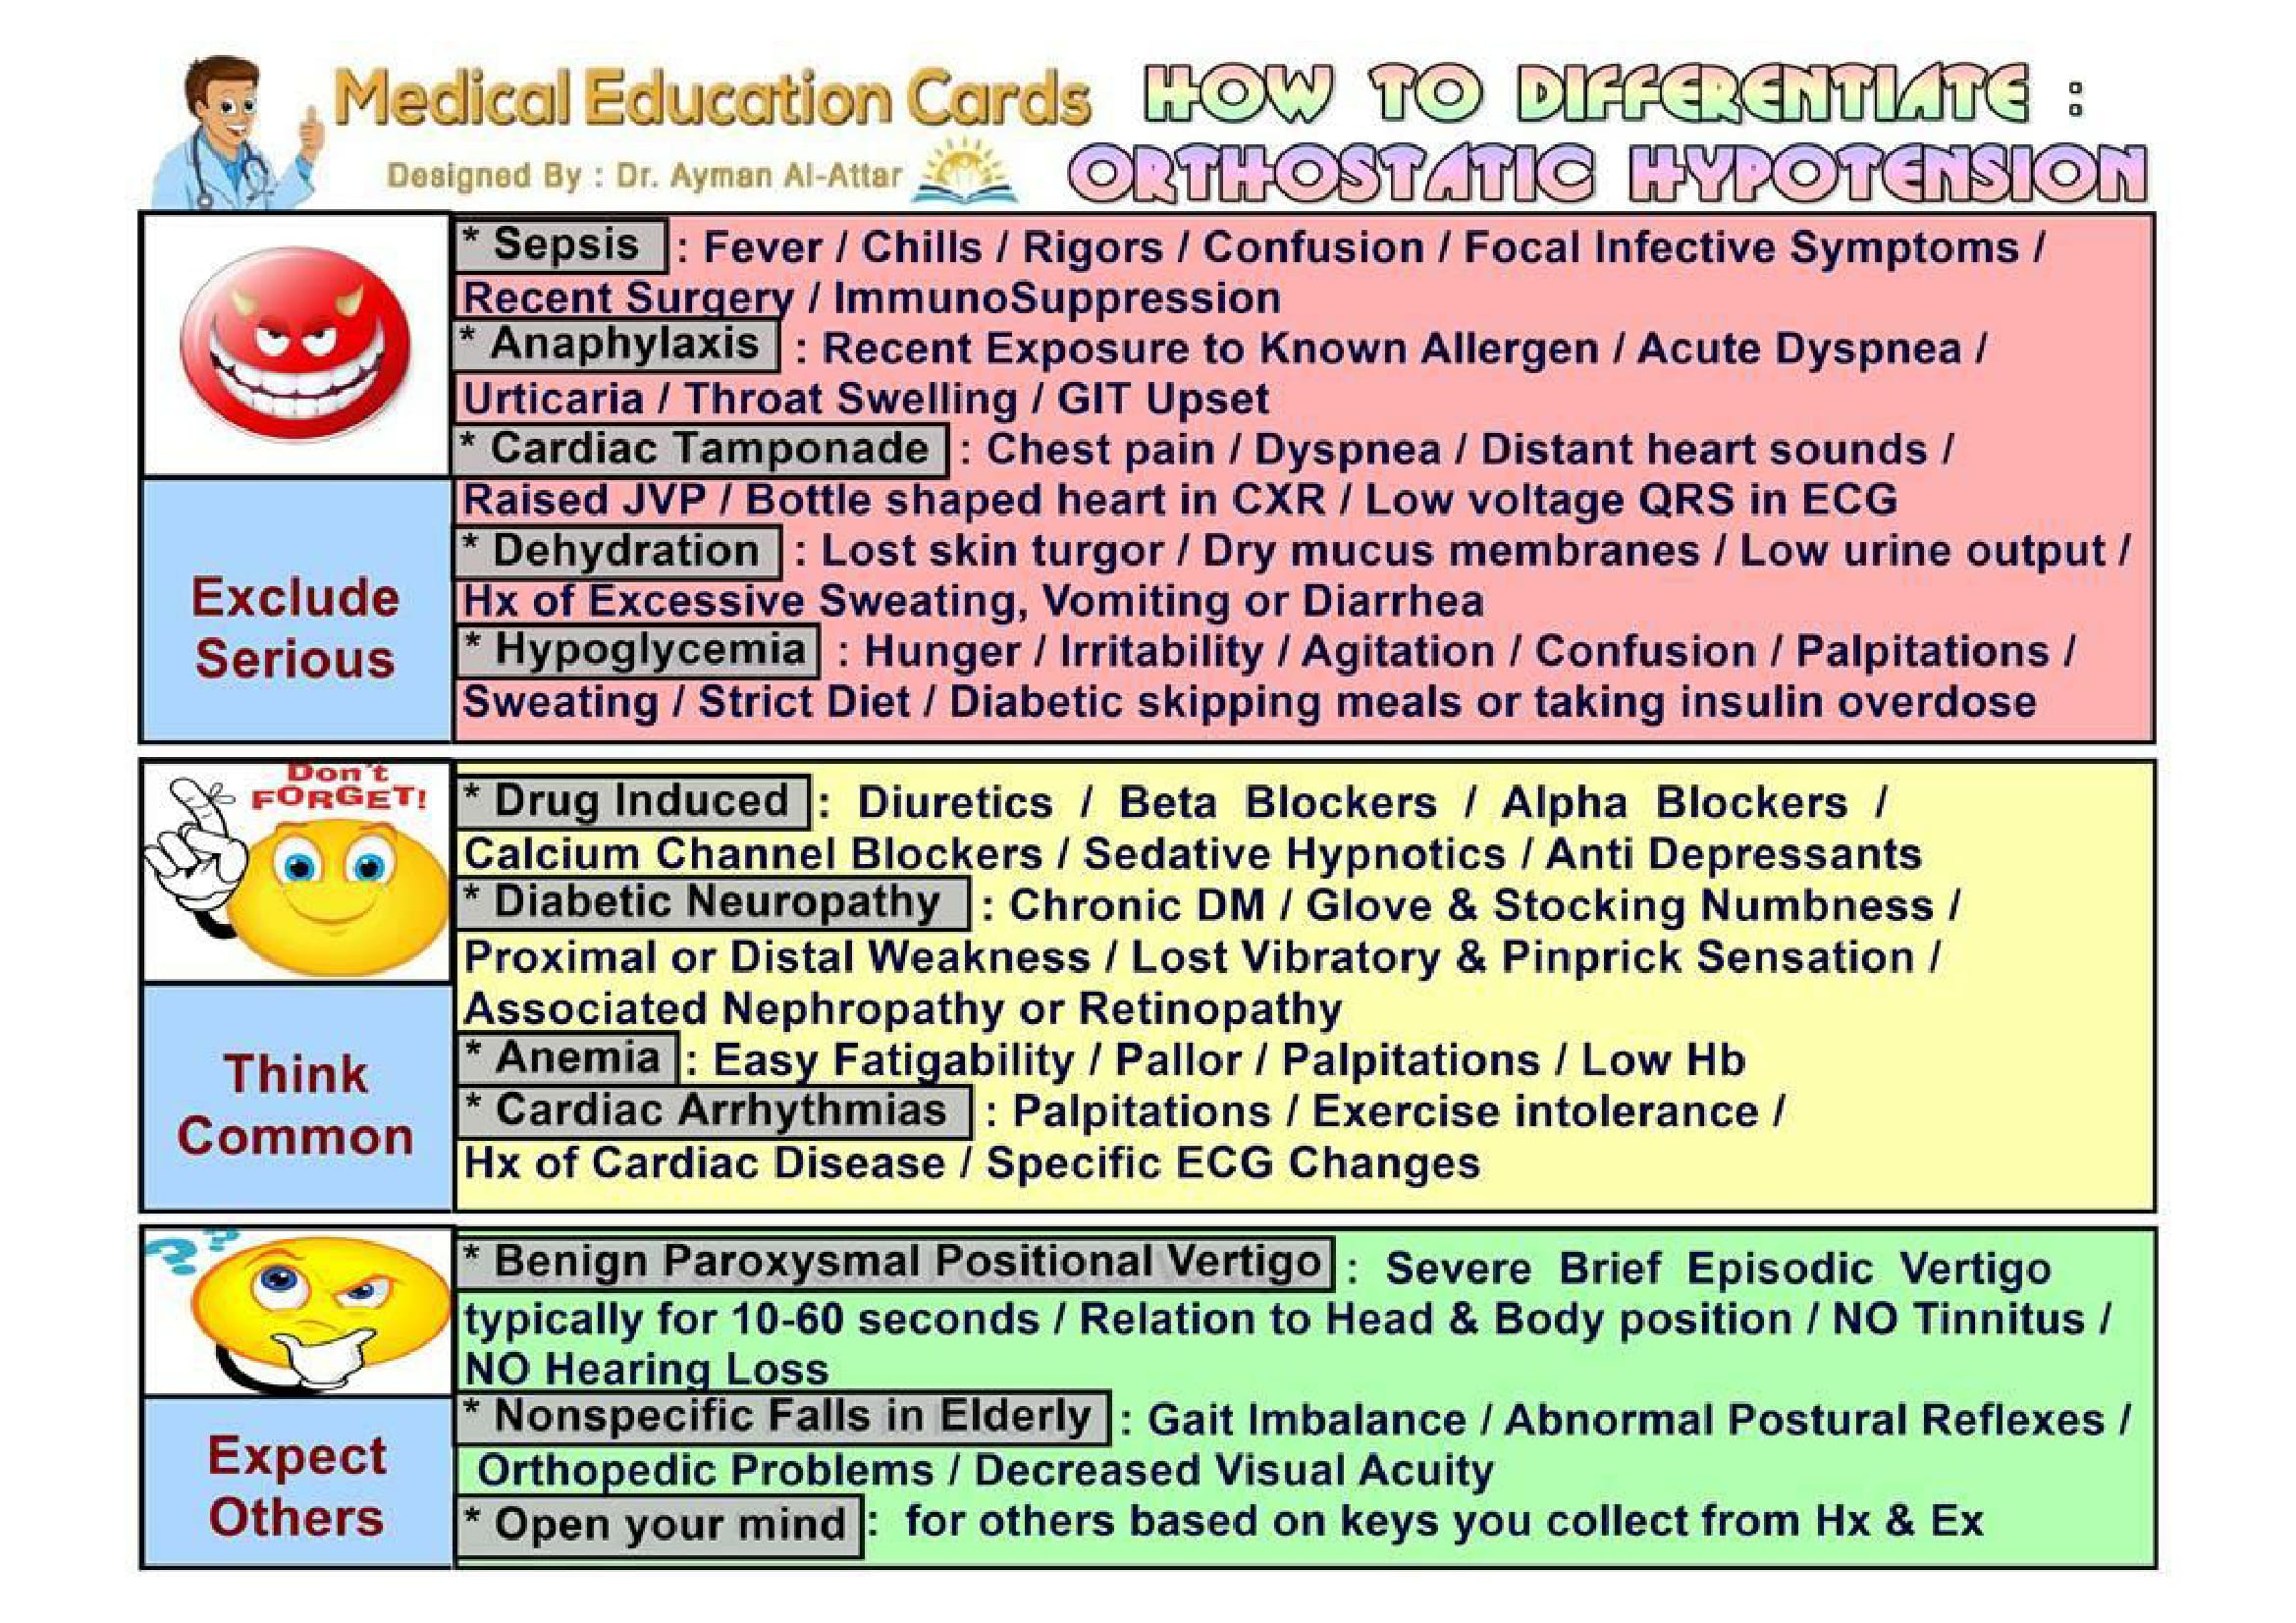 Medical Education Cards
Designed By : Dr. Ayman Al-Attar
HOW TO DIFFERENTIATE :
ORTHOSTATIC HYPOTENSION
* Sepsis : Fever / Chills / Rigors / Confusion / Focal Infective Symptoms /
Recent Surgery / ImmunoSuppression
* Anaphylaxis : Recent Exposure to Known Allergen / Acute Dyspnea /
Urticaria / Throat Swelling / GIT Upset
* Cardiac Tamponade : Chest pain / Dyspnea / Distant heart sounds /
Raised JVP / Bottle shaped heart in CXR / Low voltage QRS in ECG
* Dehydration : Lost skin turgor / Dry mucus membranes / Low urine output /
Hx of Excessive Sweating, Vomiting or Diarrhea
* Hypoglycemia : Hunger / Irritability / Agitation / Confusion / Palpitations /
Sweating / Strict Diet / Diabetic skipping meals or taking insulin overdose
Exclude
Serious
Don't
FORGET!
* Drug Induced : Diuretics / Beta Blockers / Alpha Blockers /
Calcium Channel Blockers / Sedative Hypnotics / Anti Depressants
* Diabetic Neuropathy : Chronic DM / Glove & Stocking Numbness /
Proximal or Distal Weakness / Lost Vibratory & Pinprick Sensation /
Associated Nephropathy or Retinopathy
* Anemia : Easy Fatigability / Pallor / Palpitations / Low Hb
* Cardiac Arrhythmias : Palpitations / Exercise intolerance /
Hx of Cardiac Disease / Specific ECG Changes
Think
Common
??
* Benign Paroxysmal Positional Vertigo : Severe Brief Episodic Vertigo
typically for 10-60 seconds / Relation to Head & Body position / NO Tinnitus /
NO Hearing Loss
* Nonspecific Falls in Elderly : Gait Imbalance / Abnormal Postural Reflexes /
Orthopedic Problems / Decreased Visual Acuity
* Open your mind : for others based on keys you collect from Hx & Ex
Expect
Others